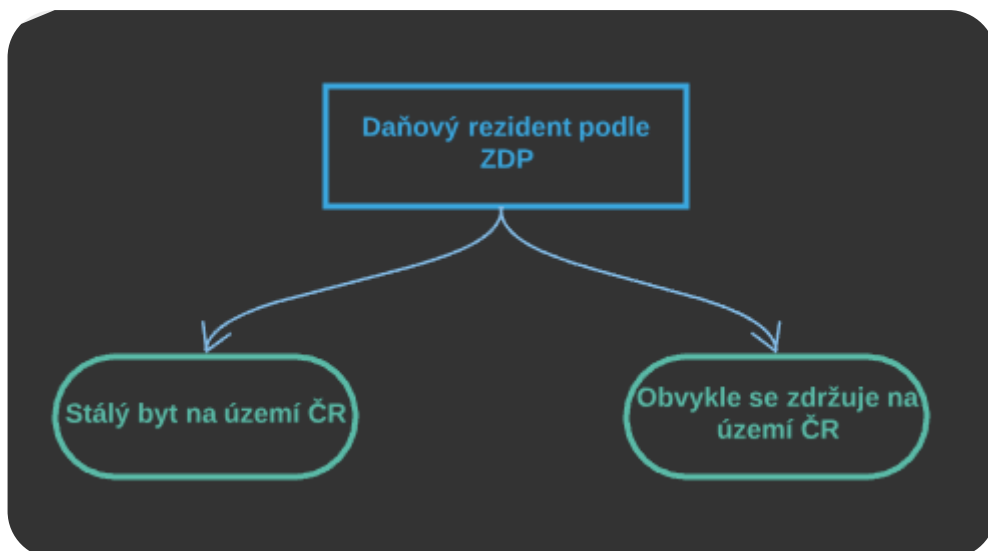 Daňový rezident podle
ZDP
Stálý byt na území ČR
Obvykle se zdržuje na
území ČR